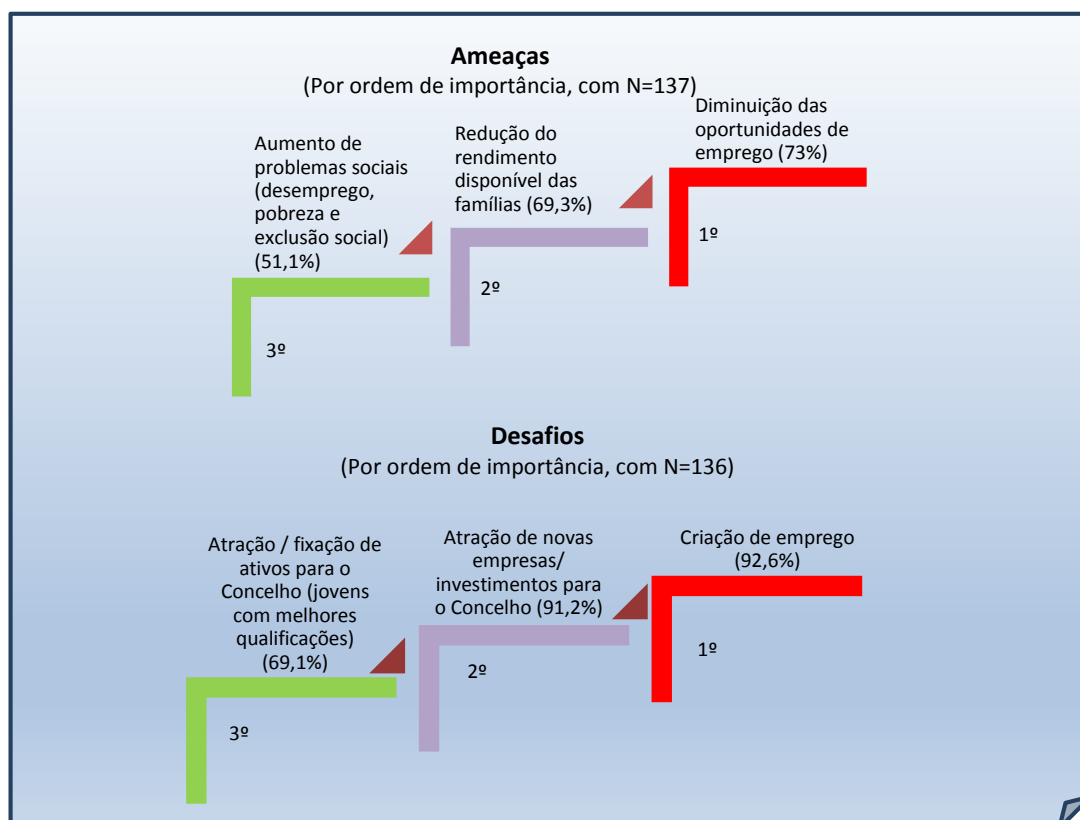 Ameaças
(Por ordem de importância, com N=137)
Aumento de
problemas sociais
(desemprego,
pobreza e
exclusão social)
(51,1%)
3º
Redução do
rendimento
disponível das
famílias (69,3%)
2º
Diminuição das
oportunidades de
emprego (73%)
1º
Desafios
(Por ordem de importância, com N=136)
Atração / fixação de
ativos para o
Concelho (jovens
com melhores
qualificações)
(69,1%)
3º
Atração de novas
empresas/
investimentos para
o Concelho (91,2%)
2º
Criação de emprego
(92,6%)
1º